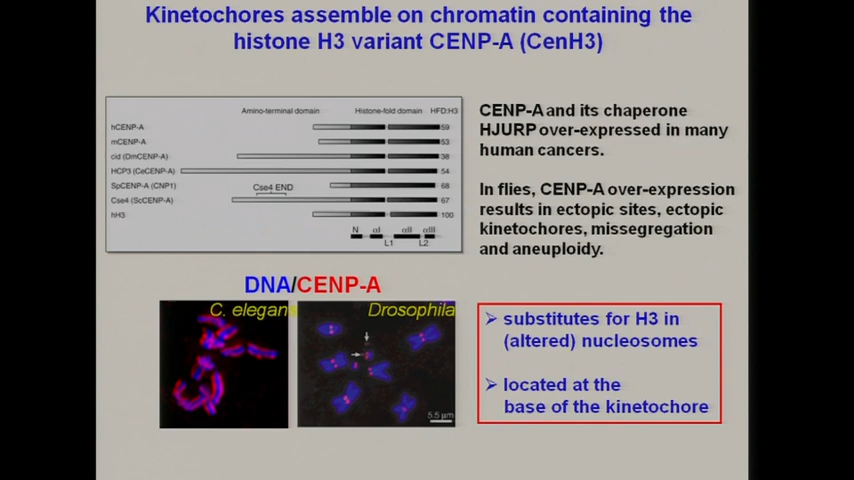 Kinetochores assemble on chromatin containing the
histone H3 variant CENP-A (CenH3)
Amino-terminal domain Histone-fold domain HFD:H3
hCENP-A 59
mCENP-A 53
cid (DmCENP-A) 38
HCP3 (CeCENP-A) 54
SpCENP-A (CNP1) 68
Cse4 END
Cse4 (ScCENP-A) 67
hH3 100
N αI αII αIII
L1 L2
CENP-A and its chaperone
HJURP over-expressed in many
human cancers.
In flies, CENP-A over-expression
results in ectopic sites, ectopic
kinetochores, missegregation
and aneuploidy.
DNA/CENP-A
C. elegans Drosophila
5.5 µm
➢ substitutes for H3 in
(altered) nucleosomes
➢ located at the
base of the kinetochore